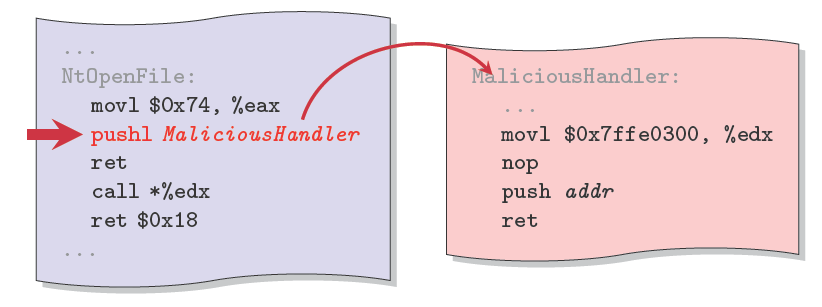 ...
NtOpenFile:
movl $0x74, %eax
pushl MaliciousHandler
ret
call *%edx
ret $0x18
...
MaliciousHandler:
...
movl $0x7ffe0300, %edx
nop
push addr
ret